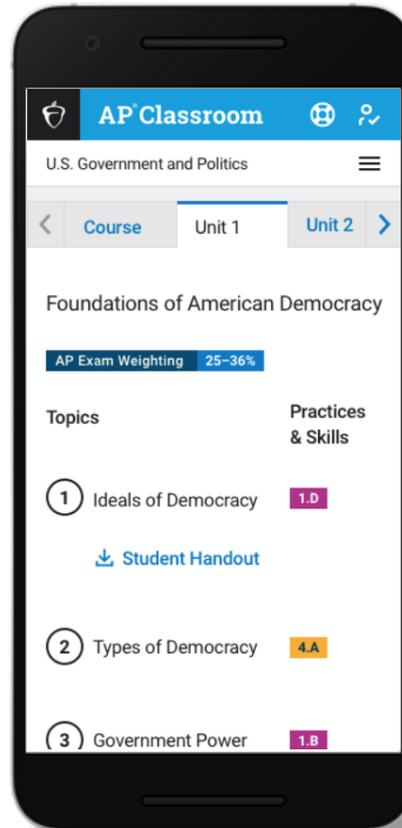 AP® Classroom
U.S. Government and Politics
Course Unit 1 Unit 2
Foundations of American Democracy
AP Exam Weighting 25–36%
Topics
Practices
& Skills
1 Ideals of Democracy 1.D
Student Handout
2 Types of Democracy 4.A
3 Government Power 1.B